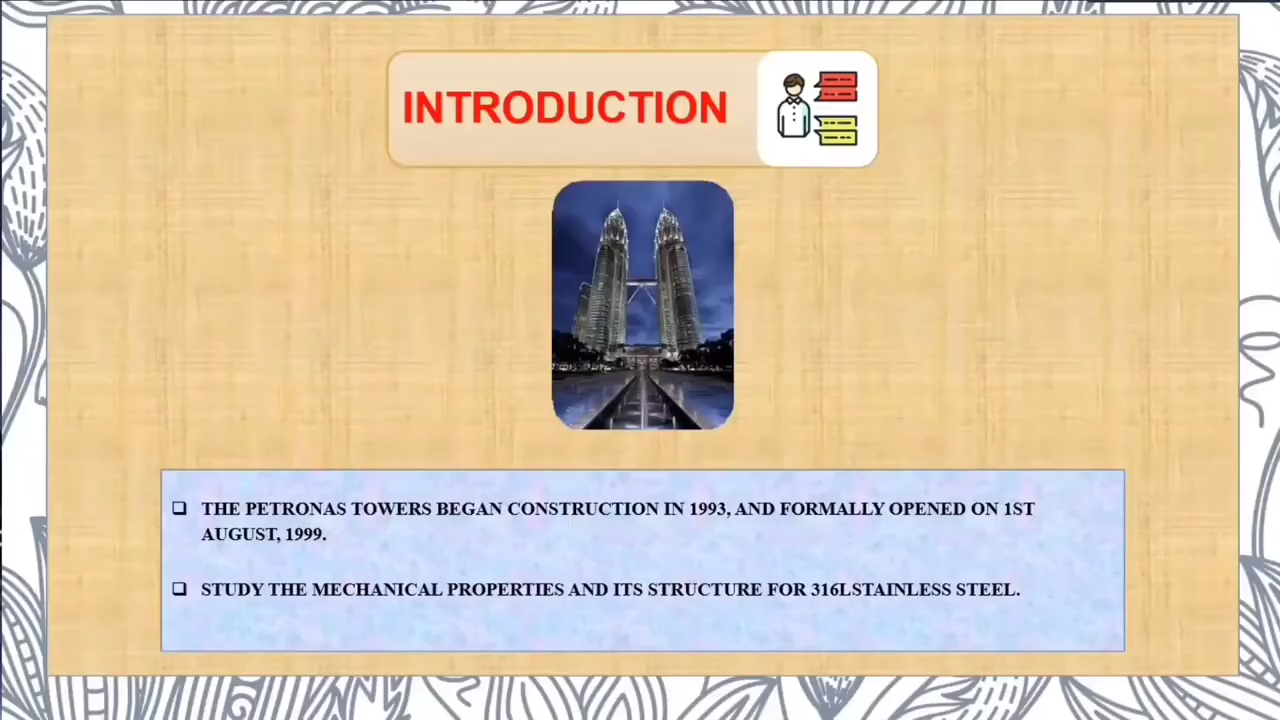 INTRODUCTION
THE PETRONAS TOWERS BEGAN CONSTRUCTION IN 1993, AND FORMALLY OPENED ON 1ST
AUGUST, 1999.
STUDY THE MECHANICAL PROPERTIES AND ITS STRUCTURE FOR 316LSTAINLESS STEEL.